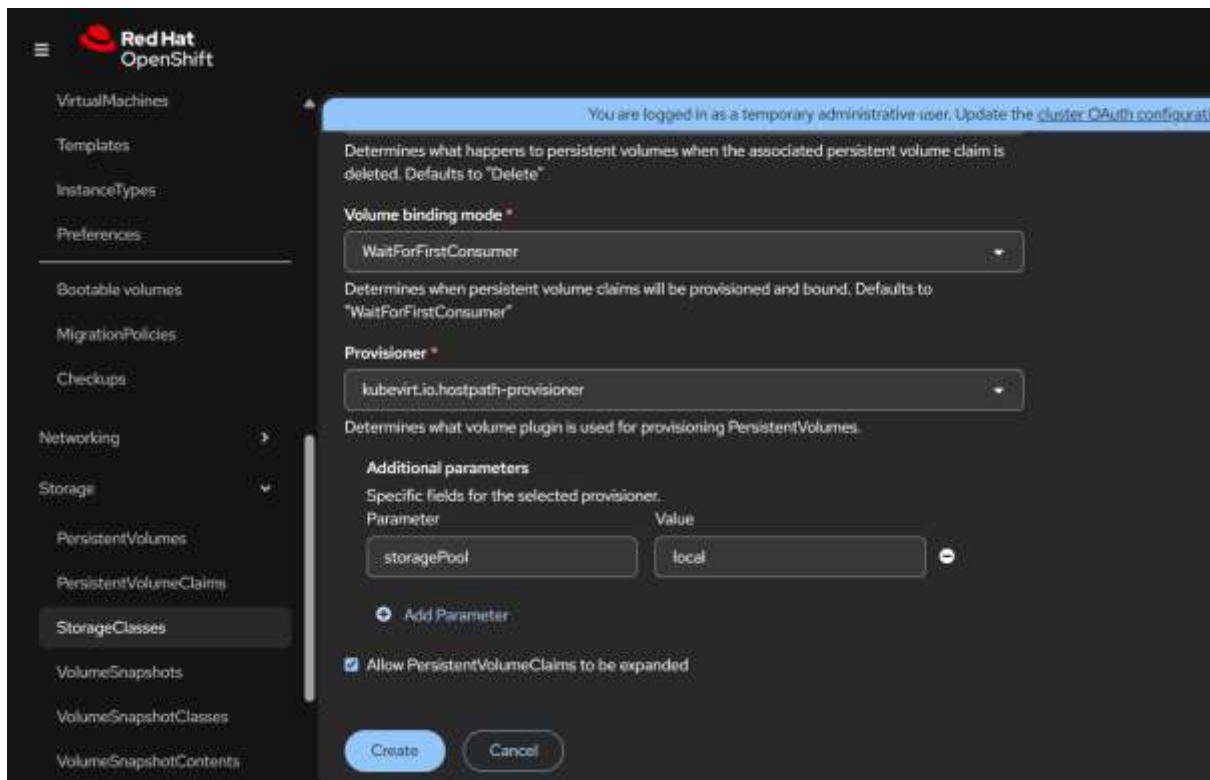 Red Hat
OpenShift
VirtualMachines
Templates
InstanceTypes
Preferences
Bootable volumes
MigrationPolicies
Checkups
Networking
Storage
PersistentVolumes
PersistentVolumeClaims
StorageClasses
VolumeSnapshots
VolumeSnapshotClasses
VolumeSnapshotContents
You are logged in as a temporary administrative user. Update the cluster OAuth configurati
Determines what happens to persistent volumes when the associated persistent volume claim is
deleted. Defaults to "Delete"
Volume binding mode *
WaitForFirstConsumer
Determines when persistent volume claims will be provisioned and bound. Defaults to
"WaitForFirstConsumer"
Provisioner *
kubevirt.io.hostpath-provisioner
Determines what volume plugin is used for provisioning PersistentVolumes.
Additional parameters
Specific fields for the selected provisioner.
Parameter Value
storagePool local
Add Parameter
Allow PersistentVolumeClaims to be expanded
Create Cancel